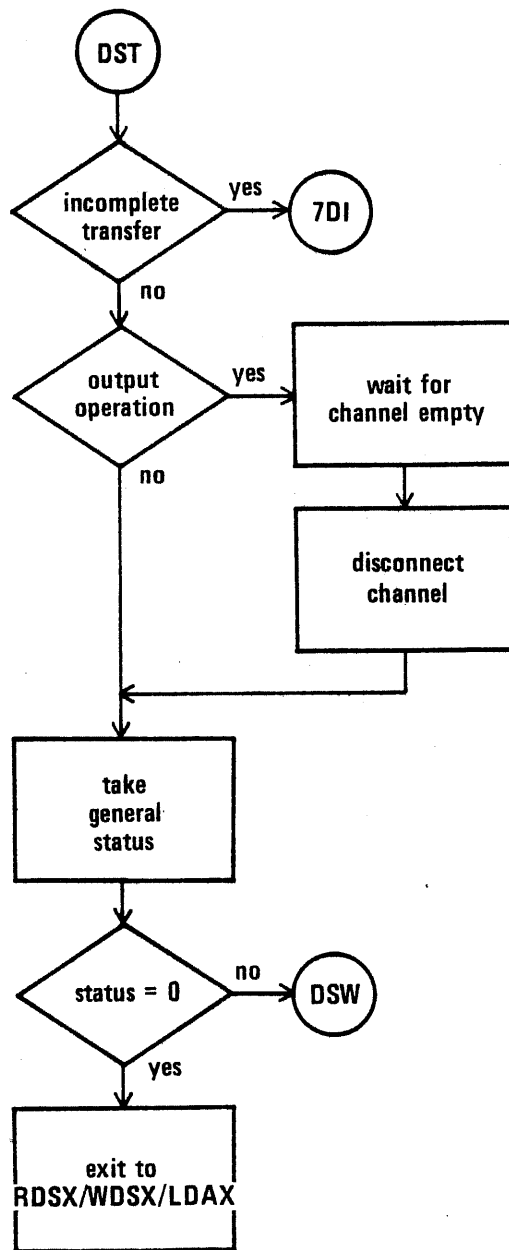 DST
incomplete
transfer
yes
7DI
no
output
operation
yes
wait for
channel empty
no
disconnect
channel
take
general
status
status = 0
no
DSW
yes
exit to
RDSX/WDSX/LDAX